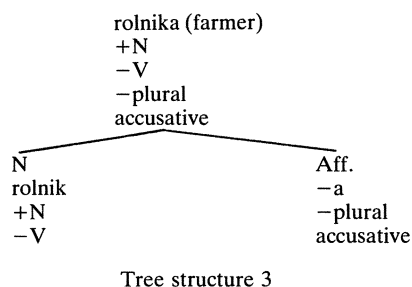 rolnika (farmer)
+N
−V
−plural
accusative
N
rolnik
+N
−V
Aff.
−a
−plural
accusative
Tree structure 3